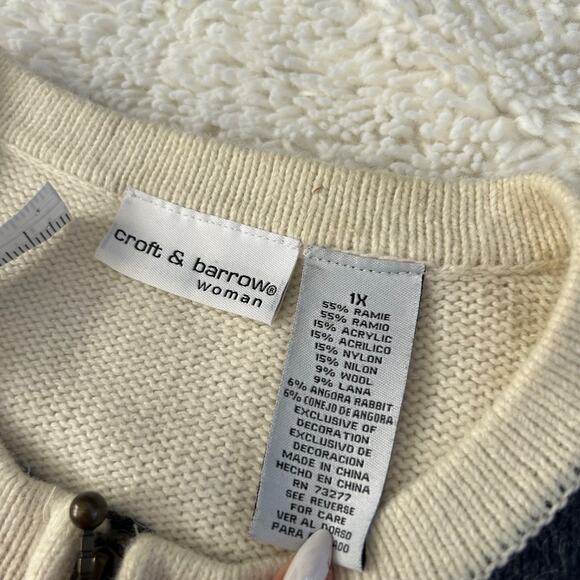 croft & barrow®
woman
1X
55% RAMIE
55% RAMIO
15% ACRYLIC
15% ACRILICO
15% NYLON
15% NILON
9% WOOL
9% LANA
6% ANGORA RABBIT
6% CONEJO DE ANGORA
EXCLUSIVE OF
DECORATION
EXCLUSIVO DE
DECORACION
MADE IN CHINA
HECHO EN CHINA
RN 73277
SEE REVERSE
FOR CARE
VER AL DORSO
PARA